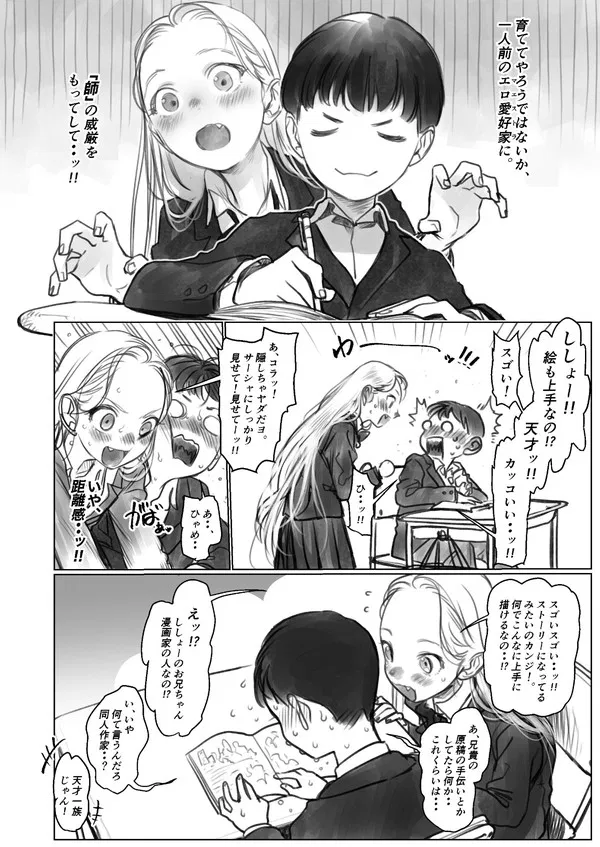 育ててやろうではないか、
一人前のエロ愛好家に。
マエストラ
『師』の威厳を
もってして・・ッ!!
ししょー!!
絵も上手なの!?
天才ッ!!
スゴい!
カッコいい・・ッ!!
ゆらー
ひ・・ッ!!
あ、コラッ!
隠しちゃヤダよ。
サーシャにしっかり
見せて!見せてーッ!!
がばぁっ
あ・、
ひゃめ・・
いや、
距離感・・ッ!!
スゴいスゴい・・ッ!!
ストーリーになってる
みたいのカンジ!。
何でこんなに上手に
描けるなの・・!?
あ、兄貴の
原稿の手伝いとか
してたら何か・・
これくらいは・・・
えッ!?
ししょーのお兄ちゃん
漫画家の人なの!?
い、いや
何て言うんだろ
同人作家・・?
天才一族
じゃん!